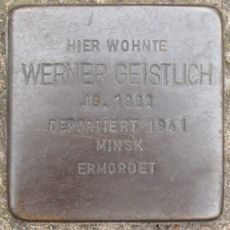 HIER WOHNTE
WERNER GEISTLICH
JG. 1922
DEPORTIERT 1941
MINSK
ERMORDET